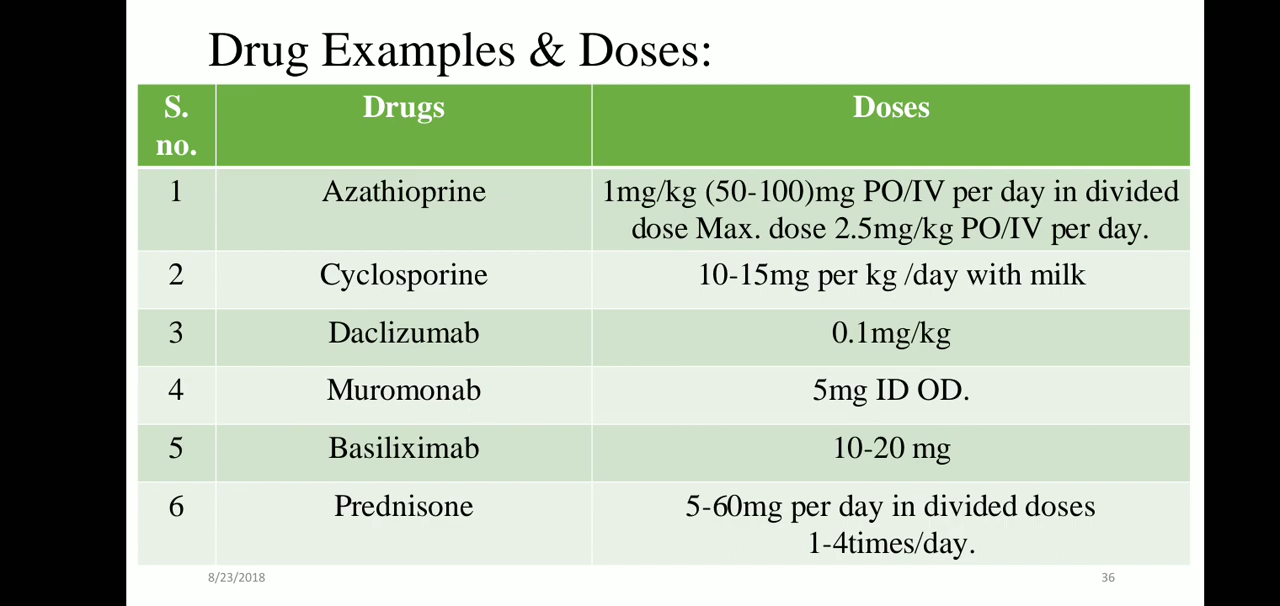 Drug Examples & Doses:
S. no. Drugs Doses
1 Azathioprine 1mg/kg (50-100)mg PO/IV per day in divided
dose Max. dose 2.5mg/kg PO/IV per day.
2 Cyclosporine 10-15mg per kg /day with milk
3 Daclizumab 0.1mg/kg
4 Muromonab 5mg ID OD.
5 Basiliximab 10-20 mg
6 Prednisone 5-60mg per day in divided doses
1-4times/day.
8/23/2018 36